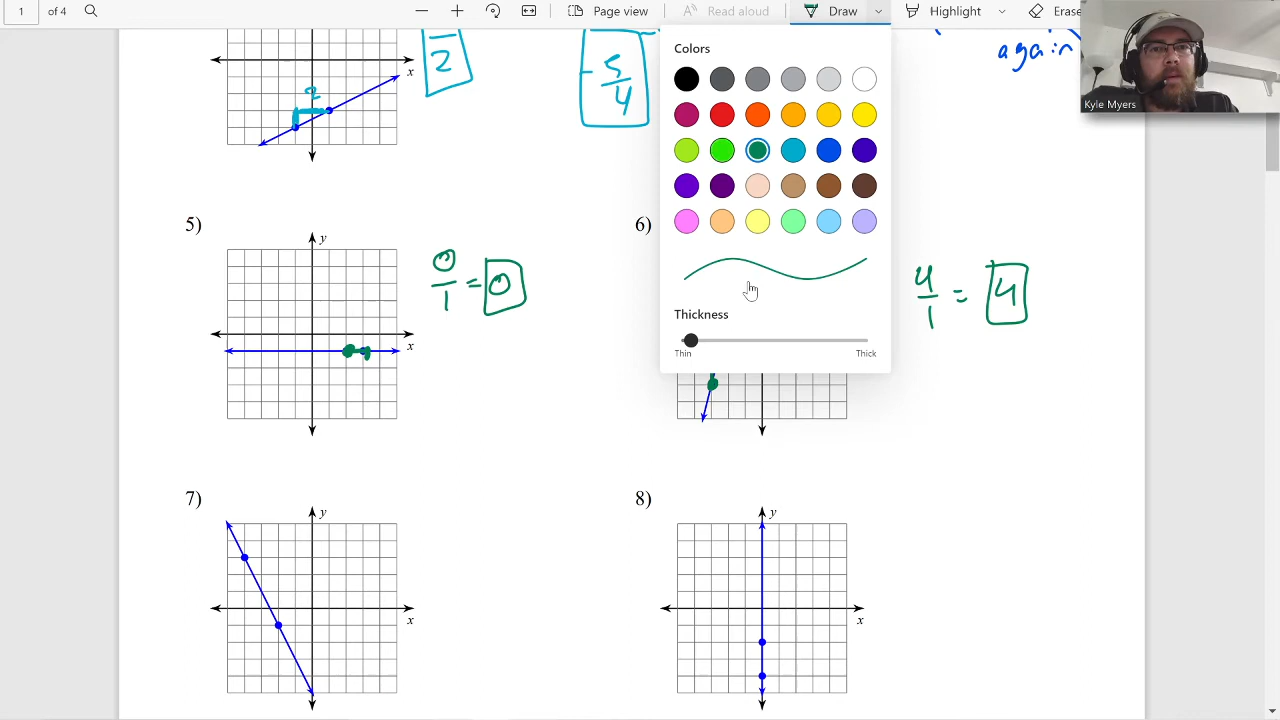 1 of 4 Page view Read aloud Draw Highlight Erase
Colors
Thickness
Thin Thick
Kyle Myers
again
2
x
2
- 5/4
5)
y
x
0/1 = 0
6)
4/1 = 4
7)
y
x
8)
y
x